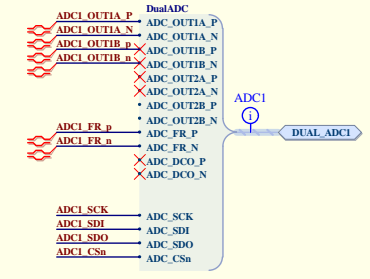 DualADC
ADC1_OUT1A_P ADC_OUT1A_P
ADC1_OUT1A_N ADC_OUT1A_N
ADC1_OUT1B_p ADC_OUT1B_P
ADC1_OUT1B_n ADC_OUT1B_N
ADC_OUT2A_P
ADC_OUT2A_N
ADC_OUT2B_P
ADC_OUT2B_N
ADC1_FR_p ADC_FR_P
ADC1_FR_n ADC_FR_N
ADC_DCO_P
ADC_DCO_N
ADC1_SCK ADC_SCK
ADC1_SDI ADC_SDI
ADC1_SDO ADC_SDO
ADC1_CSn ADC_CSn
ADC1
i
DUAL_ADC1